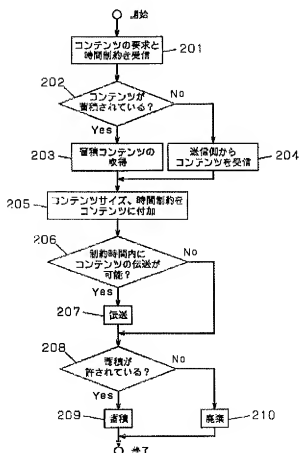 開始
コンテンツの要求と
時間制約を受信
201
202
コンテンツが
蓄積されている?
No
Yes
203
蓄積コンテンツの
取得
送信側から
コンテンツを受信
204
205
コンテンツサイズ、時間制約を
コンテンツに付加
206
制約時間内に
コンテンツの伝送が
可能?
No
Yes
207
伝送
208
蓄積が
許されている?
No
Yes
209
蓄積
廃棄
210
終了